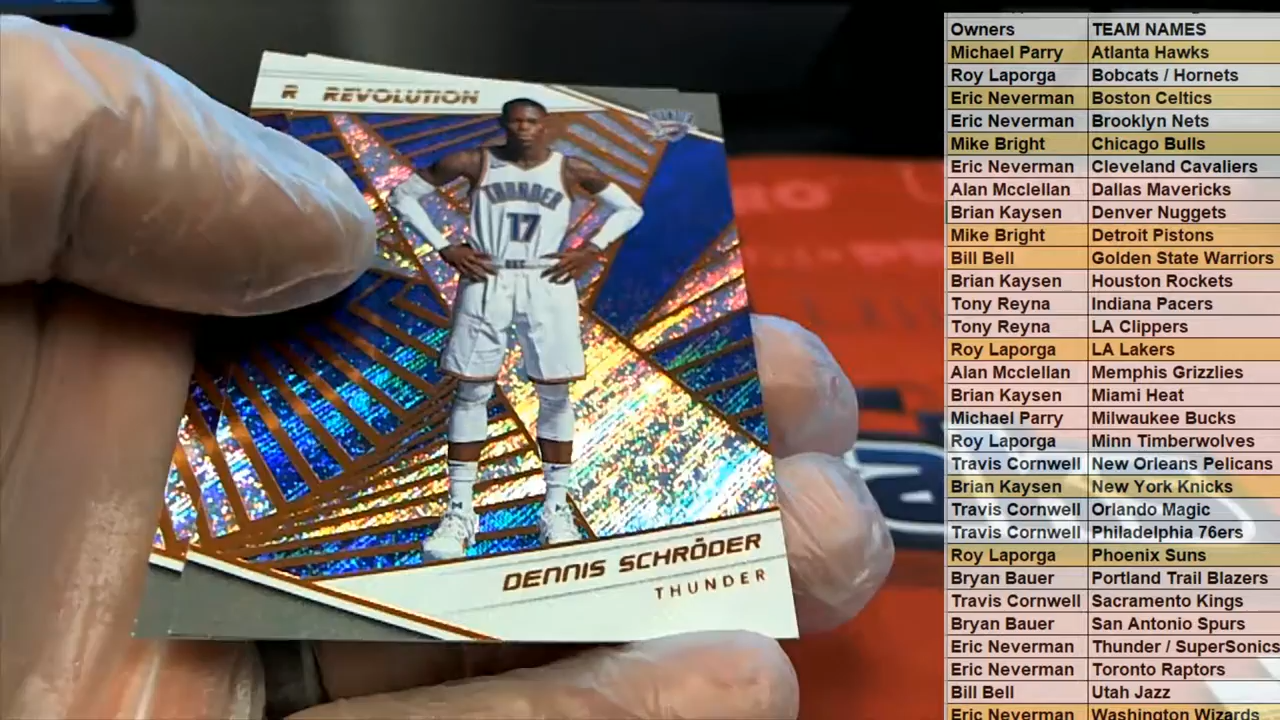 R REVOLUTION
THUNDER
17
DENNIS SCHRÖDER
THUNDER
Owners TEAM NAMES
Michael Parry Atlanta Hawks
Roy Laporga Bobcats / Hornets
Eric Neverman Boston Celtics
Eric Neverman Brooklyn Nets
Mike Bright Chicago Bulls
Eric Neverman Cleveland Cavaliers
Alan Mcclellan Dallas Mavericks
Brian Kaysen Denver Nuggets
Mike Bright Detroit Pistons
Bill Bell Golden State Warriors
Brian Kaysen Houston Rockets
Tony Reyna Indiana Pacers
Tony Reyna LA Clippers
Roy Laporga LA Lakers
Alan Mcclellan Memphis Grizzlies
Brian Kaysen Miami Heat
Michael Parry Milwaukee Bucks
Roy Laporga Minn Timberwolves
Travis Cornwell New Orleans Pelicans
Brian Kaysen New York Knicks
Travis Cornwell Orlando Magic
Travis Cornwell Philadelphia 76ers
Roy Laporga Phoenix Suns
Bryan Bauer Portland Trail Blazers
Travis Cornwell Sacramento Kings
Bryan Bauer San Antonio Spurs
Eric Neverman Thunder / SuperSonics
Eric Neverman Toronto Raptors
Bill Bell Utah Jazz
Eric Neverman Washington Wizards